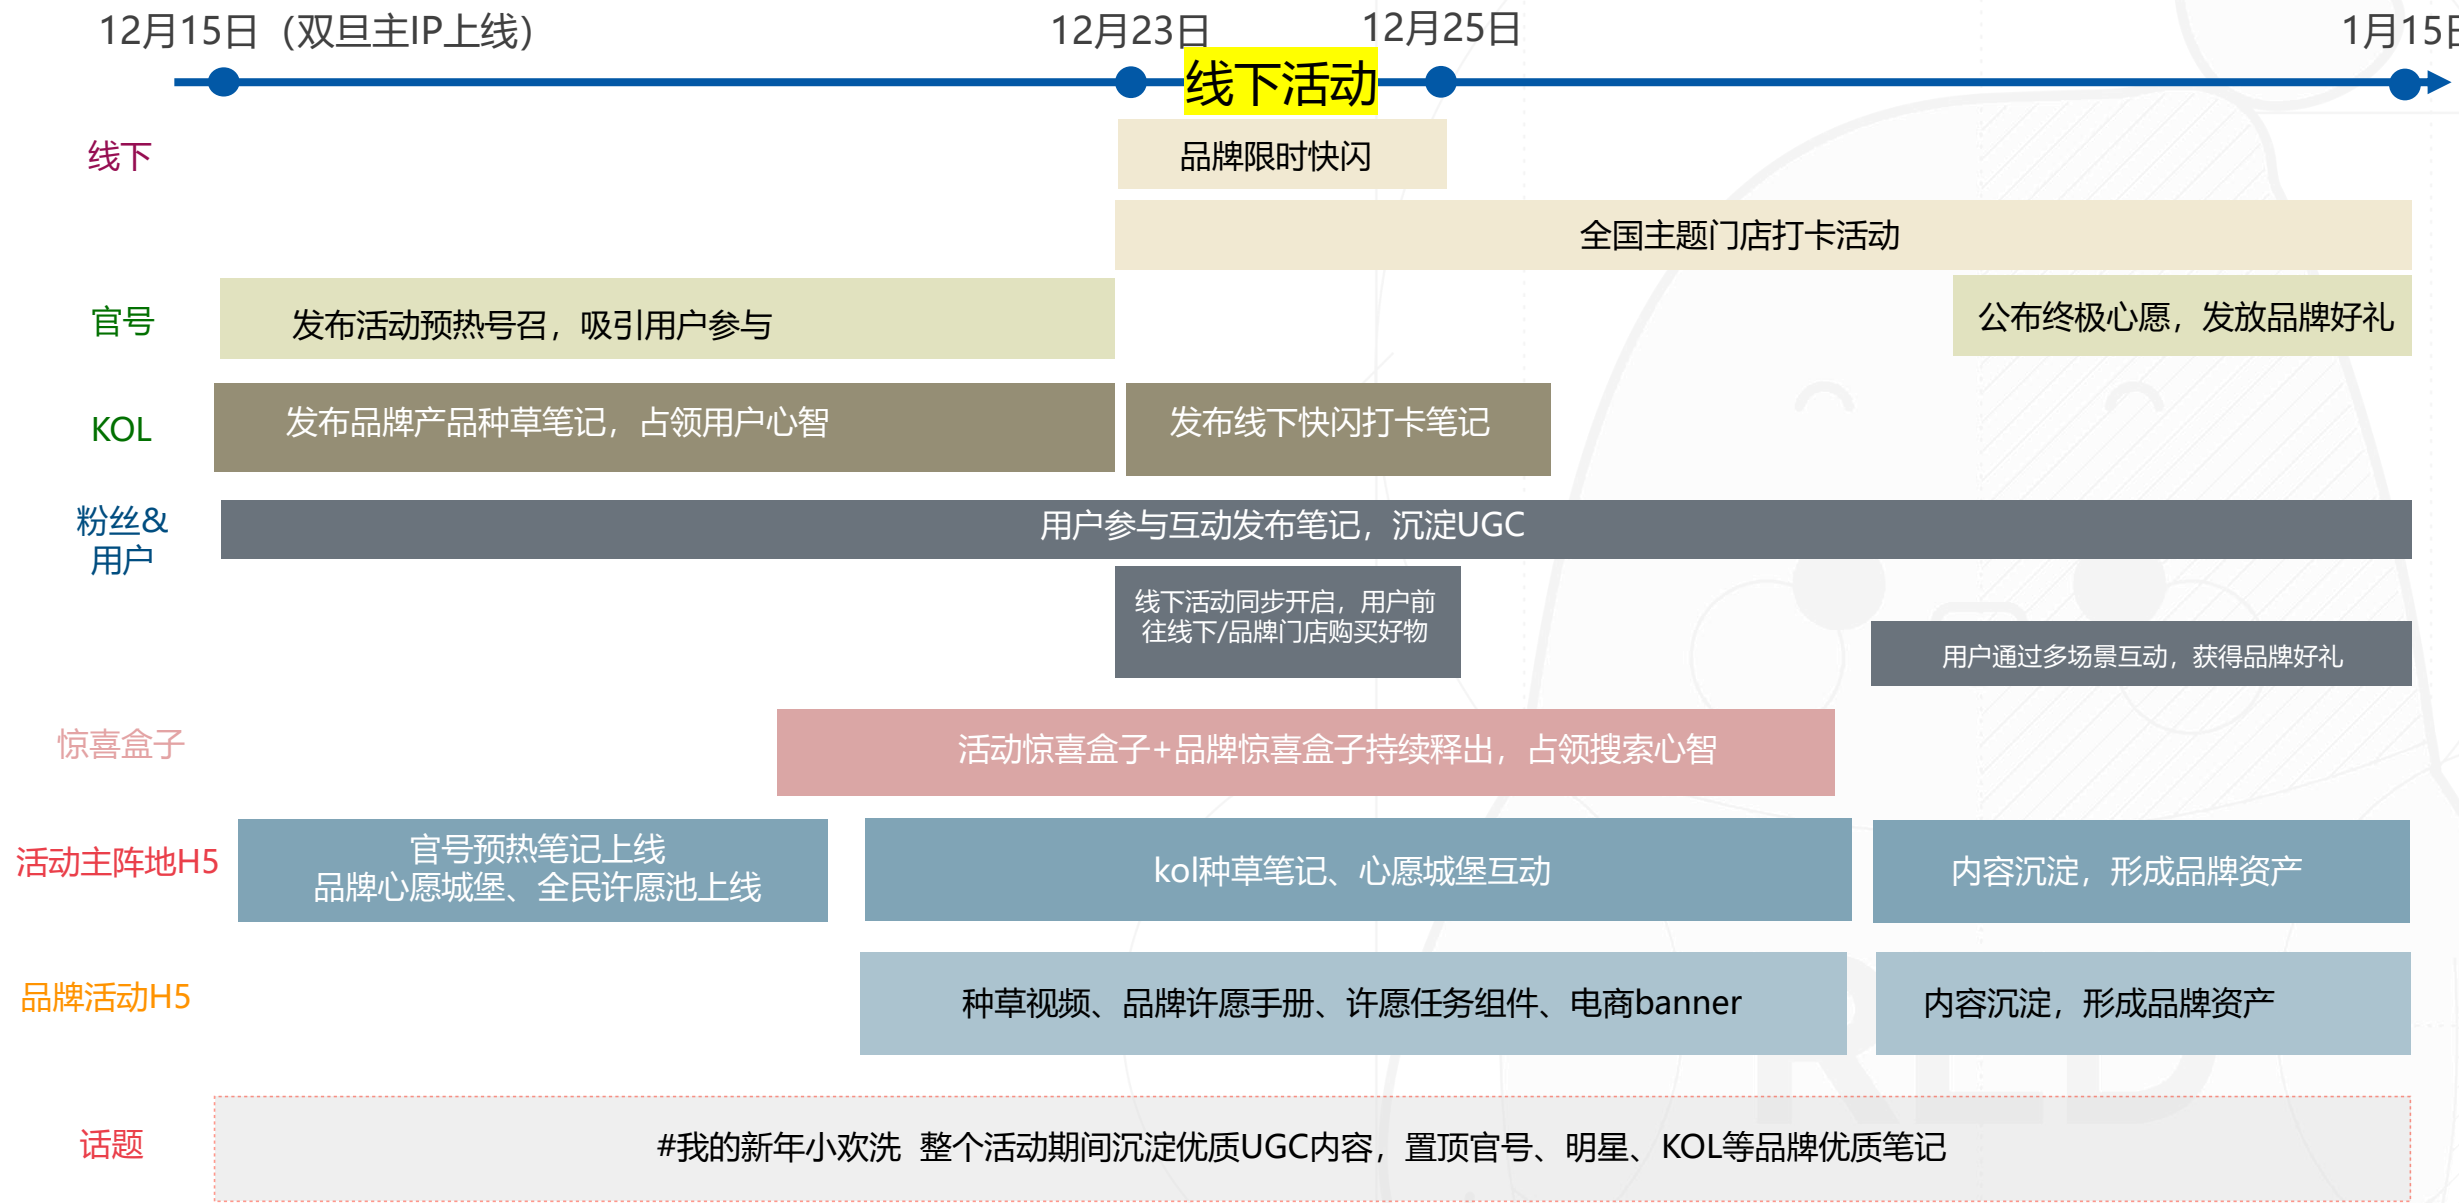 12月15日（双旦主IP上线）
12月23日
12月25日
1月15日
线下活动
线下
品牌限时快闪
全国主题门店打卡活动
官号
发布活动预热号召，吸引用户参与
公布终极心愿，发放品牌好礼
KOL
发布品牌产品种草笔记，占领用户心智
发布线下快闪打卡笔记
粉丝&
用户
用户参与互动发布笔记，沉淀UGC
线下活动同步开启，用户前
往线下/品牌门店购买好物
用户通过多场景互动，获得品牌好礼
惊喜盒子
活动惊喜盒子+品牌惊喜盒子持续释出，占领搜索心智
活动主阵地H5
官号预热笔记上线
品牌心愿城堡、全民许愿池上线
kol种草笔记、心愿城堡互动
内容沉淀，形成品牌资产
品牌活动H5
种草视频、品牌许愿手册、许愿任务组件、电商banner
内容沉淀，形成品牌资产
RED
话题
#我的新年小欢洗 整个活动期间沉淀优质UGC内容，置顶官号、明星、KOL等品牌优质笔记